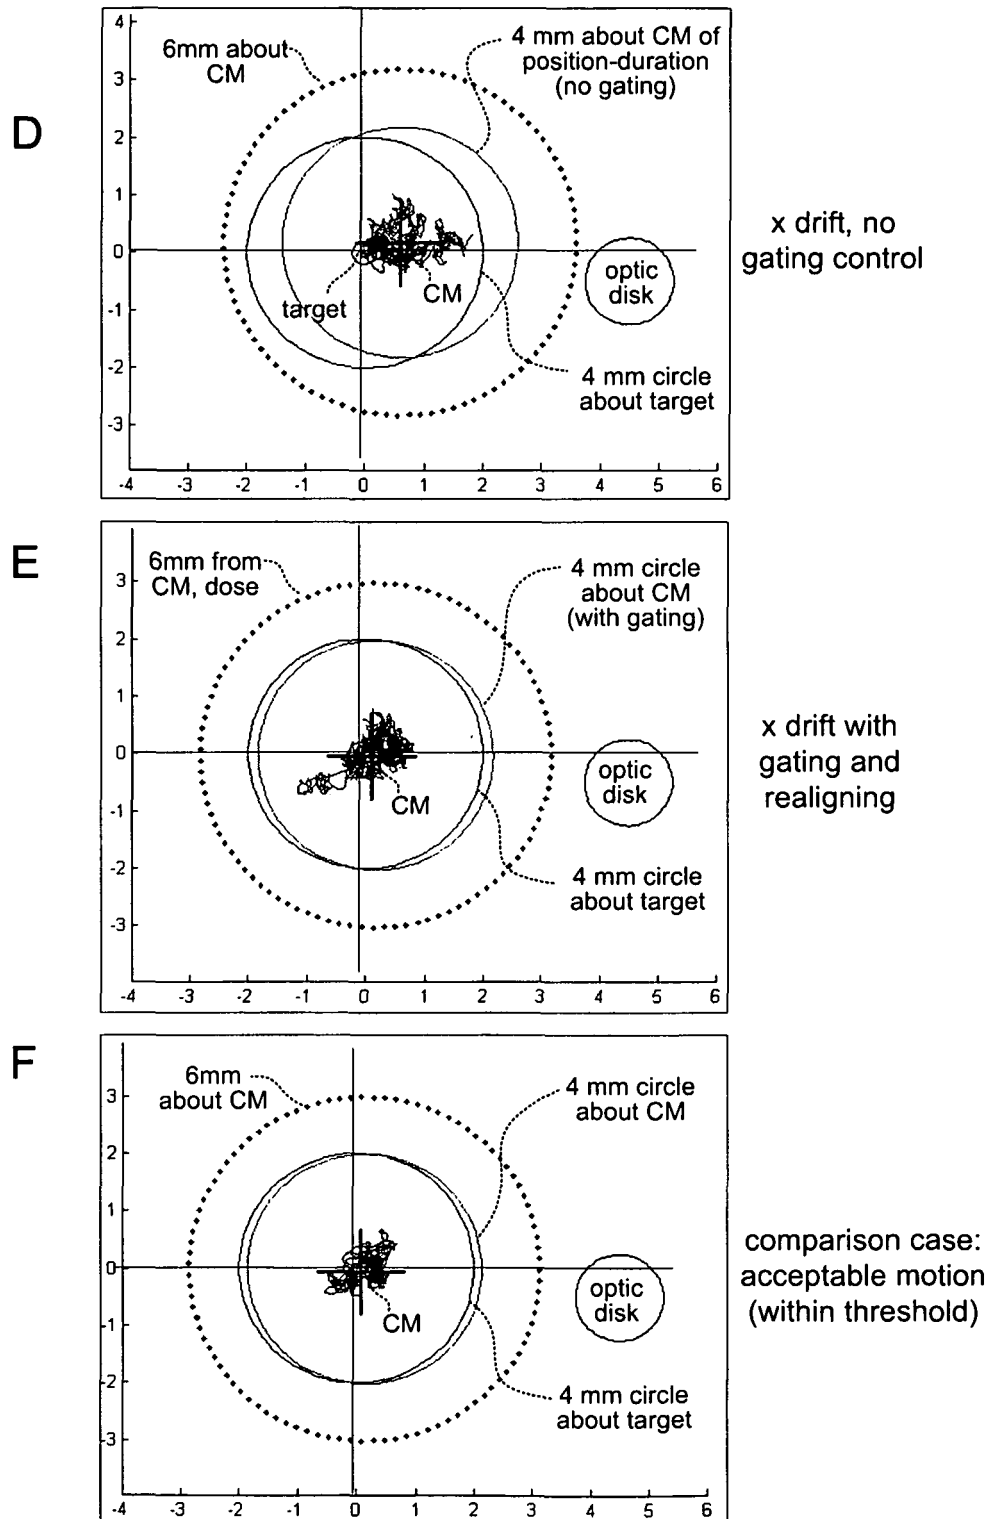 D
4
3
2
1
0
-1
-2
-3
-4 -3 -2 -1 0 1 2 3 4 5 6
6mm about
CM
4 mm about CM of
position-duration
(no gating)
target
CM
optic
disk
4 mm circle
about target
x drift, no
gating control
E
3
2
1
0
-1
-2
-3
-4 -3 -2 -1 0 1 2 3 4 5 6
6mm from
CM, dose
4 mm circle
about CM
(with gating)
CM
optic
disk
4 mm circle
about target
x drift with
gating and
realigning
F
3
2
1
0
-1
-2
-3
-4 -3 -2 -1 0 1 2 3 4 5 6
6mm
about CM
4 mm circle
about CM
CM
optic
disk
4 mm circle
about target
comparison case:
acceptable motion
(within threshold)